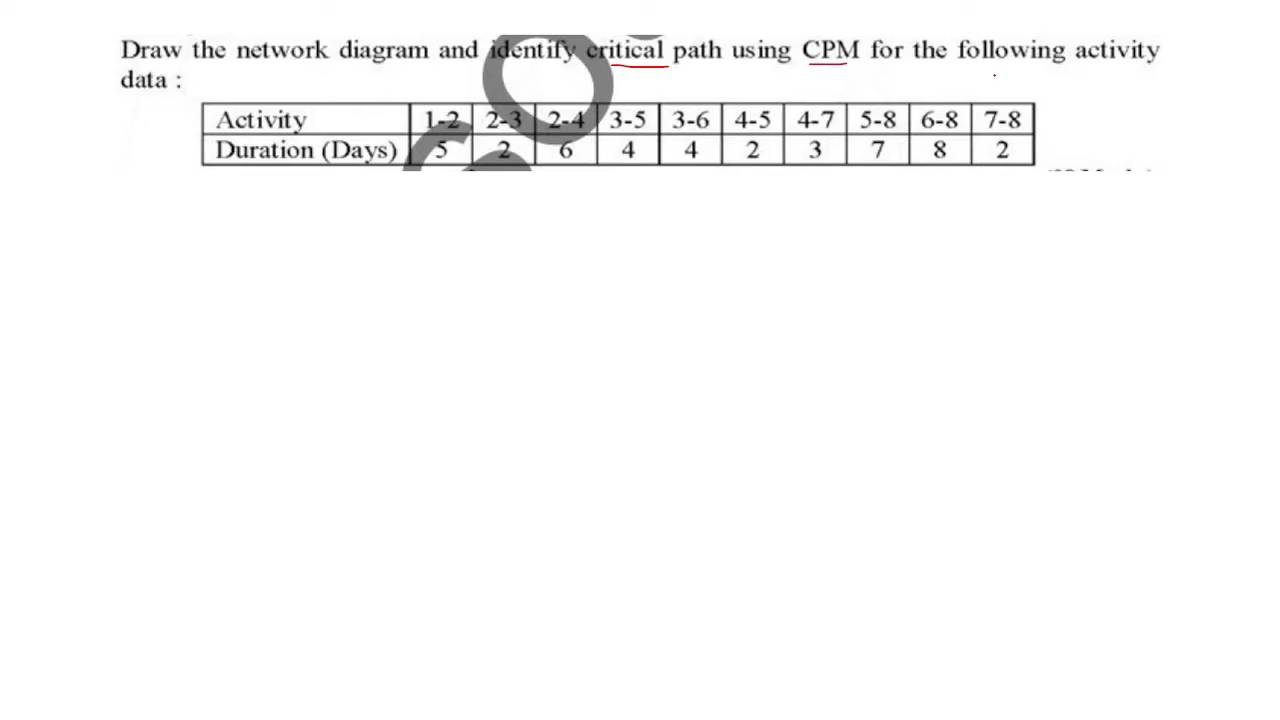 Draw the network diagram and identify critical path using CPM for the following activity
data :
Activity 1-2 2-3 2-4 3-5 3-6 4-5 4-7 5-8 6-8 7-8
Duration (Days) 5 2 6 4 4 2 3 7 8 2